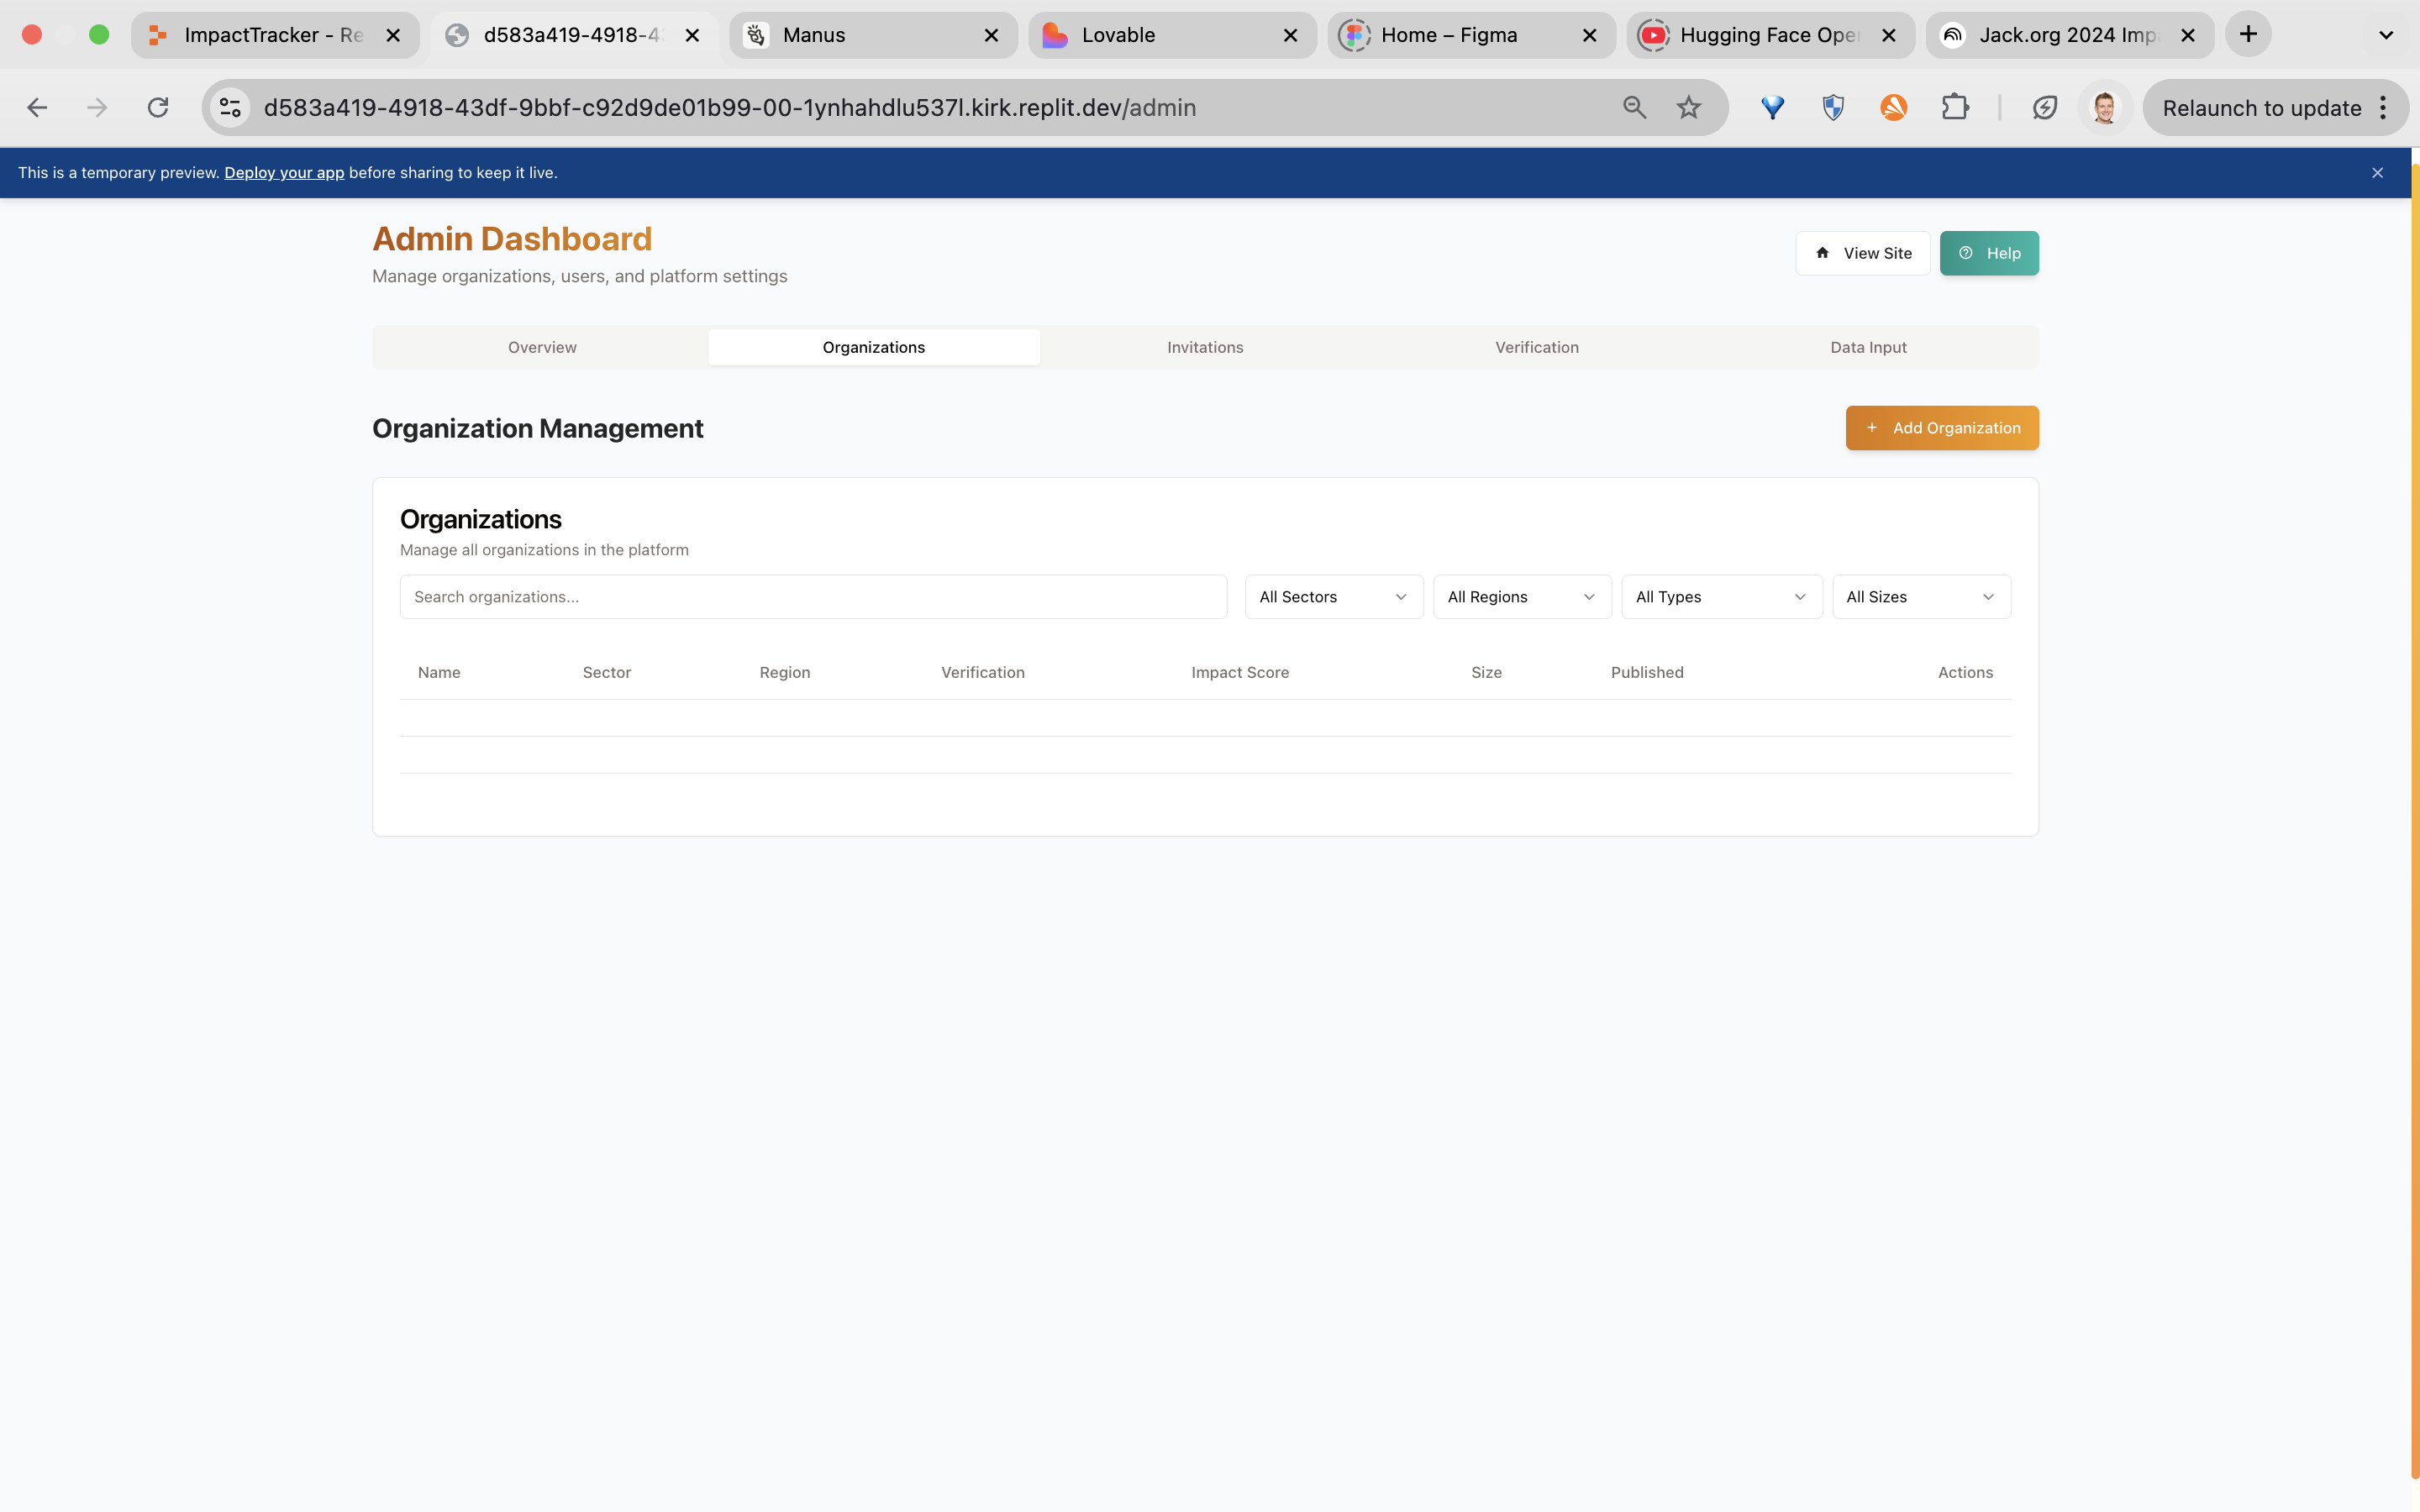 ImpactTracker - Re
d583a419-4918-4
Manus
Lovable
Home – Figma
Hugging Face Ope
Jack.org 2024 Imp
d583a419-4918-43df-9bbf-c92d9de01b99-00-1ynhahdlu537l.kirk.replit.dev/admin
Relaunch to update
This is a temporary preview. Deploy your app before sharing to keep it live.
Admin Dashboard
Manage organizations, users, and platform settings
View Site
Help
Overview
Organizations
Invitations
Verification
Data Input
Organization Management
+ Add Organization
Organizations
Manage all organizations in the platform
Search organizations...
All Sectors
All Regions
All Types
All Sizes
Name
Sector
Region
Verification
Impact Score
Size
Published
Actions